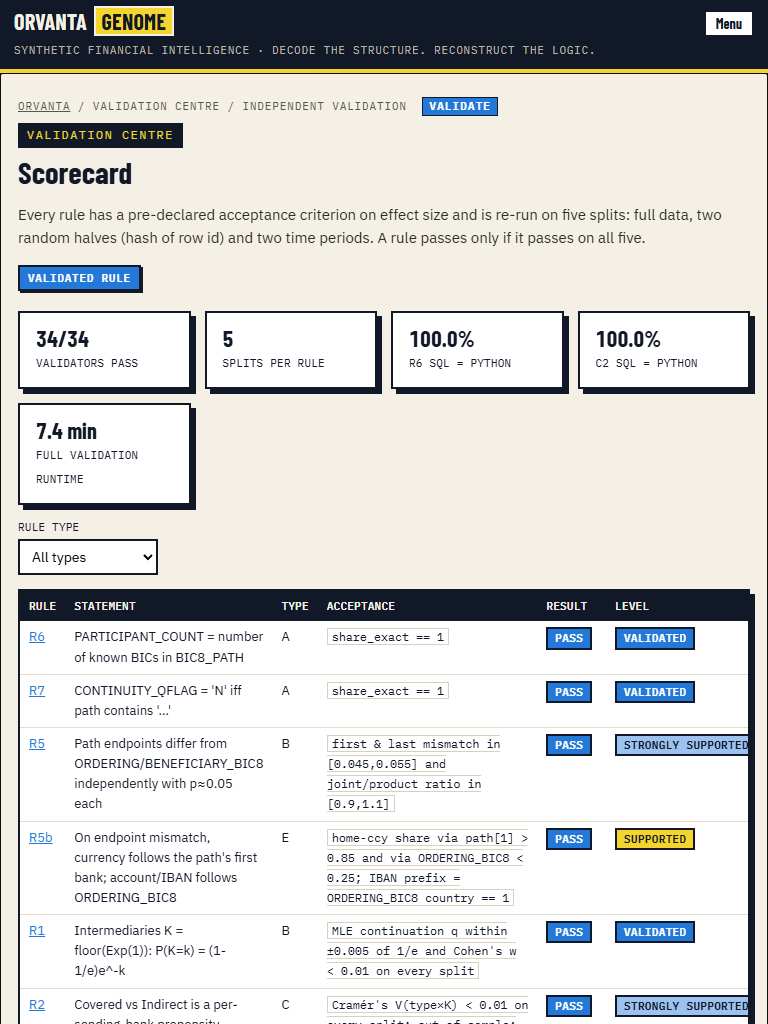 ORVANTA GENOME
Menu
SYNTHETIC FINANCIAL INTELLIGENCE · DECODE THE STRUCTURE. RECONSTRUCT THE LOGIC.
ORVANTA / VALIDATION CENTRE / INDEPENDENT VALIDATION VALIDATE
VALIDATION CENTRE
Scorecard
Every rule has a pre-declared acceptance criterion on effect size and is re-run on five splits: full data, two
random halves (hash of row id) and two time periods. A rule passes only if it passes on all five.
VALIDATED RULE
34/34
VALIDATORS PASS
5
SPLITS PER RULE
100.0%
R6 SQL = PYTHON
100.0%
C2 SQL = PYTHON
7.4 min
FULL VALIDATION
RUNTIME
RULE TYPE
All types
RULE STATEMENT TYPE ACCEPTANCE RESULT LEVEL
R6 PARTICIPANT_COUNT = number A share_exact == 1 PASS VALIDATED
of known BICs in BIC8_PATH
R7 CONTINUITY_QFLAG = 'N' iff A share_exact == 1 PASS VALIDATED
path contains '...'
R5 Path endpoints differ from B first & last mismatch in PASS STRONGLY SUPPORTED
ORDERING/BENEFICIARY_BIC8 [0.045,0.055] and
independently with p≈0.05 joint/product ratio in
each [0.9,1.1]
R5b On endpoint mismatch, E home-ccy share via path[1] > PASS SUPPORTED
currency follows the path's first 0.85 and via ORDERING_BIC8 <
bank; account/IBAN follows 0.25; IBAN prefix =
ORDERING_BIC8 ORDERING_BIC8 country == 1
R1 Intermediaries K = B MLE continuation q within PASS VALIDATED
floor(Exp(1)): P(K=k) = (1- ±0.005 of 1/e and Cohen's w
1/e)e^-k < 0.01 on every split
R2 Covered vs Indirect is a per- C Cramér's V(type×K) < 0.01 on PASS STRONGLY SUPPORTED